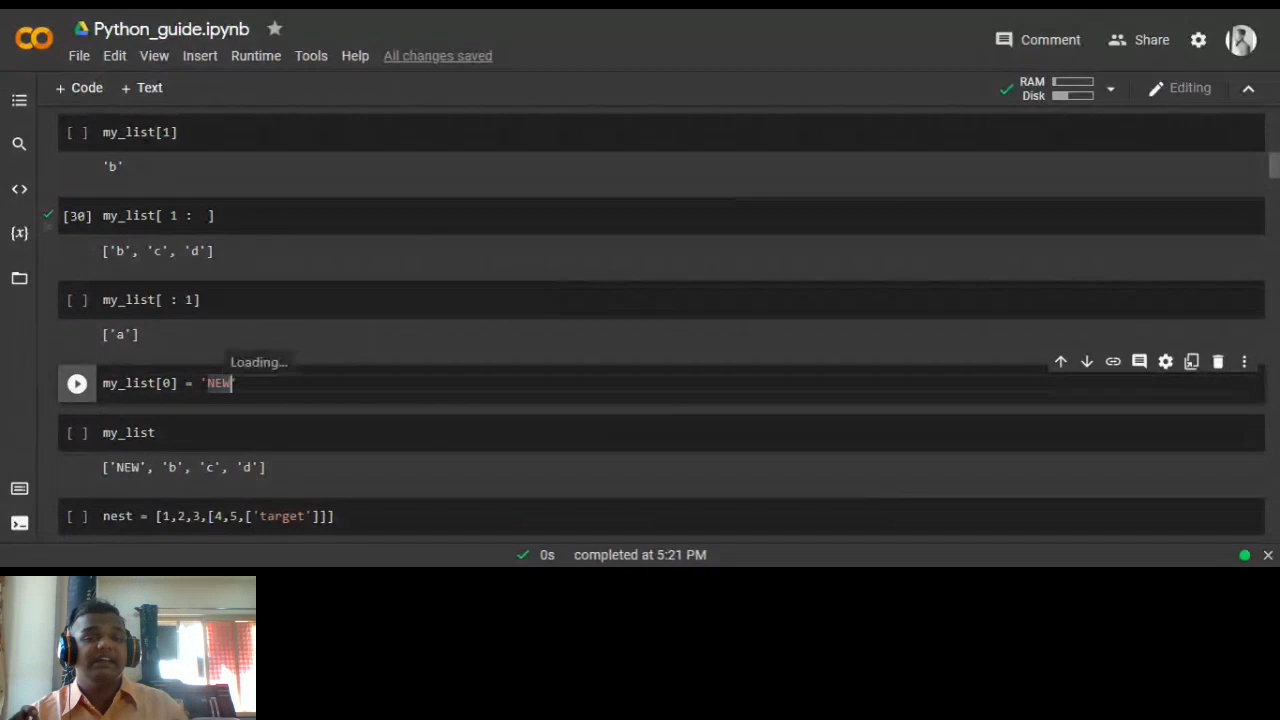 Python_guide.ipynb
File Edit View Insert Runtime Tools Help All changes saved
Comment Share
+ Code + Text
RAM
Disk
Editing
[ ] my_list[1]
'b'
[30] my_list[ 1 : ]
['b', 'c', 'd']
[ ] my_list[ : 1]
['a']
Loading...
my_list[0] = 'NEW'
[ ] my_list
['NEW', 'b', 'c', 'd']
[ ] nest = [1,2,3,[4,5,['target']]]
0s completed at 5:21 PM